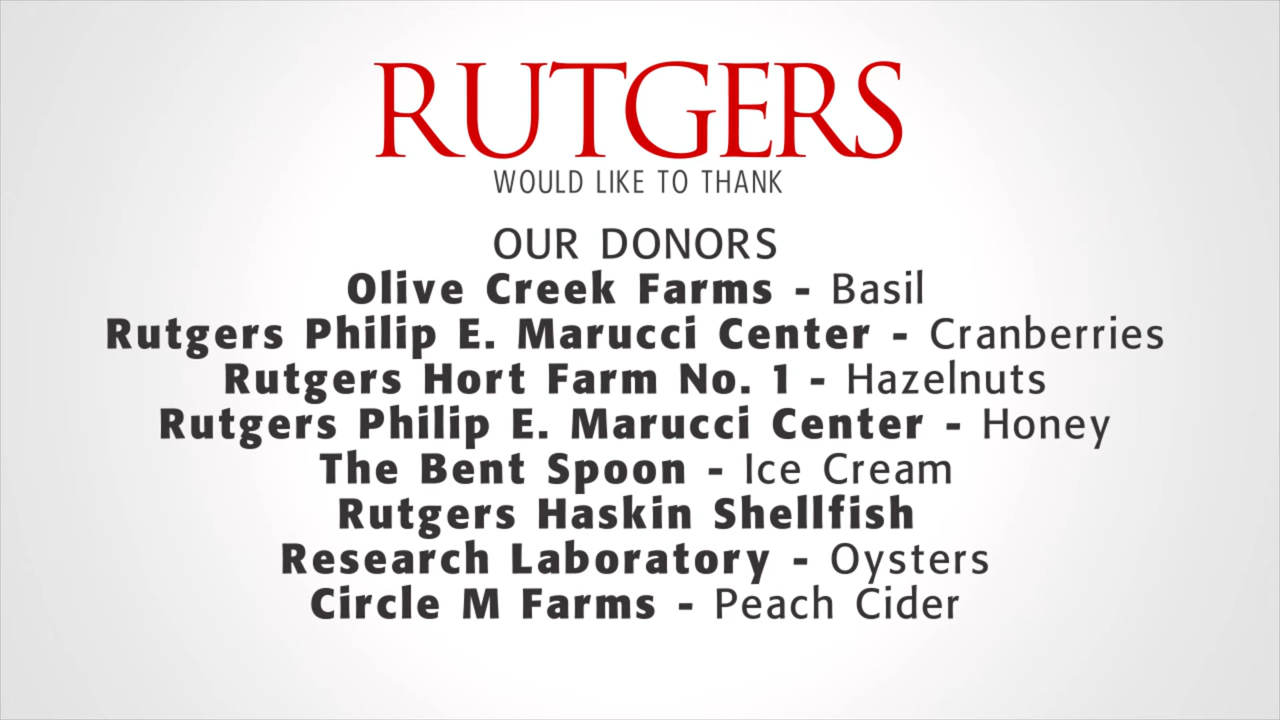 RUTGERS
WOULD LIKE TO THANK
OUR DONORS
Olive Creek Farms - Basil
Rutgers Philip E. Marucci Center - Cranberries
Rutgers Hort Farm No. 1 - Hazelnuts
Rutgers Philip E. Marucci Center - Honey
The Bent Spoon - Ice Cream
Rutgers Haskin Shellfish
Research Laboratory - Oysters
Circle M Farms - Peach Cider